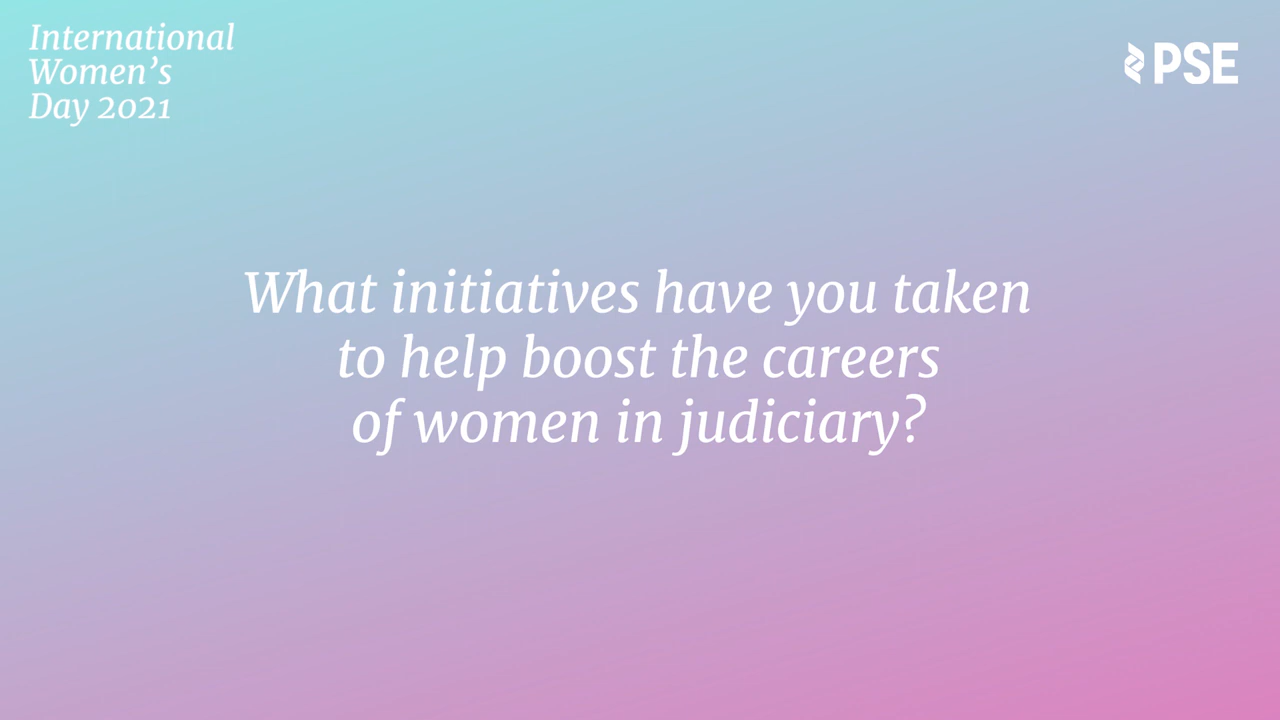 International
Women’s
Day 2021
PSE
What initiatives have you taken
to help boost the careers
of women in judiciary?